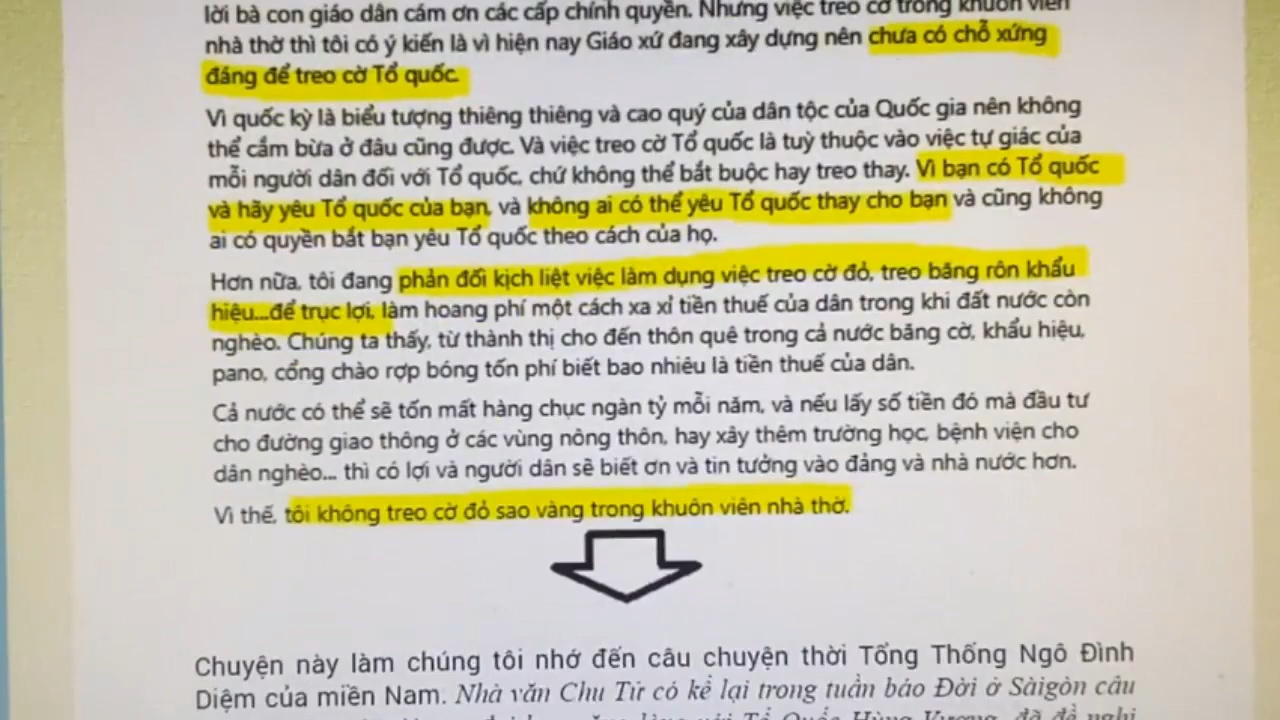 lời bà con giáo dân cám ơn các cấp chính quyền. Nhưng việc treo cờ trong khuôn viên
nhà thờ thì tôi có ý kiến là vì hiện nay Giáo xứ đang xây dựng nên chưa có chỗ xứng
đáng để treo cờ Tổ quốc.
Vì quốc kỳ là biểu tượng thiêng thiêng và cao quý của dân tộc của Quốc gia nên không
thể cắm bừa ở đâu cũng được. Và việc treo cờ Tổ quốc là tuỳ thuộc vào việc tự giác của
mỗi người dân đối với Tổ quốc, chứ không thể bắt buộc hay treo thay. Vì bạn có Tổ quốc
và hãy yêu Tổ quốc của bạn, và không ai có thể yêu Tổ quốc thay cho bạn và cũng không
ai có quyền bắt bạn yêu Tổ quốc theo cách của họ.
Hơn nữa, tôi đang phản đối kịch liệt việc làm dụng việc treo cờ đỏ, treo băng rôn khẩu
hiệu...để trục lợi, làm hoang phí một cách xa xỉ tiền thuế của dân trong khi đất nước còn
nghèo. Chúng ta thấy, từ thành thị cho đến thôn quê trong cả nước băng cờ, khẩu hiệu,
pano, cổng chào rợp bóng tốn phí biết bao nhiêu là tiền thuế của dân.
Cả nước có thể sẽ tốn mất hàng chục ngàn tỷ mỗi năm, và nếu lấy số tiền đó mà đầu tư
cho đường giao thông ở các vùng nông thôn, hay xây thêm trường học, bệnh viện cho
dân nghèo... thì có lợi và người dân sẽ biết ơn và tin tưởng vào đảng và nhà nước hơn.
Vì thế, tôi không treo cờ đỏ sao vàng trong khuôn viên nhà thờ.
Chuyện này làm chúng tôi nhớ đến câu chuyện thời Tổng Thống Ngô Đình
Diệm của miền Nam. Nhà văn Chu Tử có kể lại trong tuần báo Đời ở Sàigòn câu
Tổ Quốc Hùng Vương, đã đề nghị